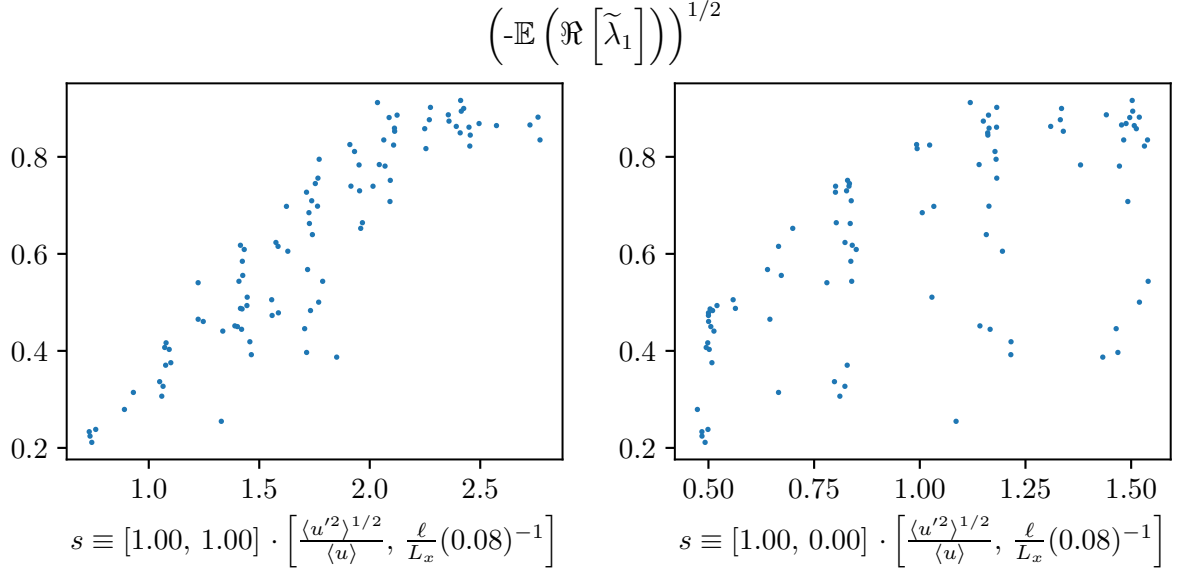 (-𝔼(ℜ[λ̃₁]))^{1/2}
0.8
0.6
0.4
0.2
1.0 1.5 2.0 2.5
s ≡ [1.00, 1.00] · [⟨u′²⟩^{1/2}/⟨u⟩, ℓ/Lₓ(0.08)⁻¹]
0.8
0.6
0.4
0.2
0.50 0.75 1.00 1.25 1.50
s ≡ [1.00, 0.00] · [⟨u′²⟩^{1/2}/⟨u⟩, ℓ/Lₓ(0.08)⁻¹]